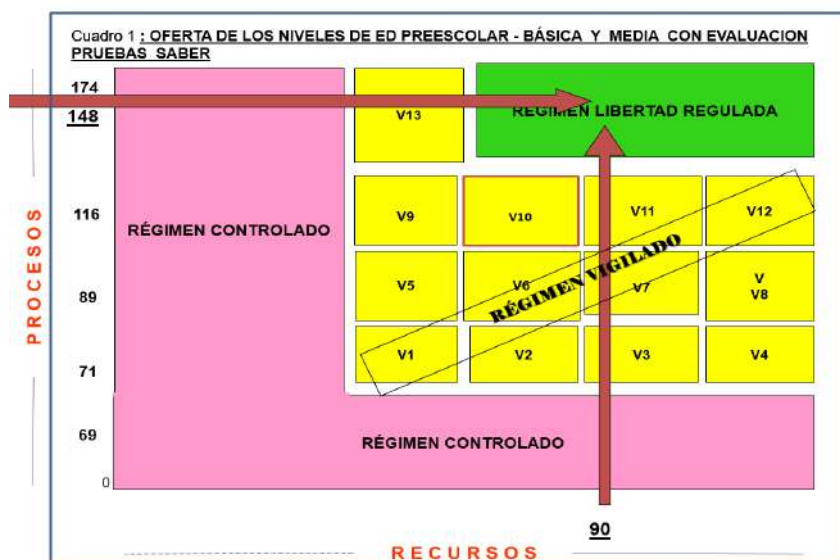 Cuadro 1 : OFERTA DE LOS NIVELES DE ED PREESCOLAR - BÁSICA Y MEDIA CON EVALUACION
PRUEBAS SABER
174
148
V13
RÉGIMEN LIBERTAD REGULADA
PROCESOS
116
RÉGIMEN CONTROLADO
V9
V10
V11
V12
RÉGIMEN VIGILADO
89
V5
V6
V7
V
V8
71
V1
V2
V3
V4
69
RÉGIMEN CONTROLADO
0
90
RECURSOS